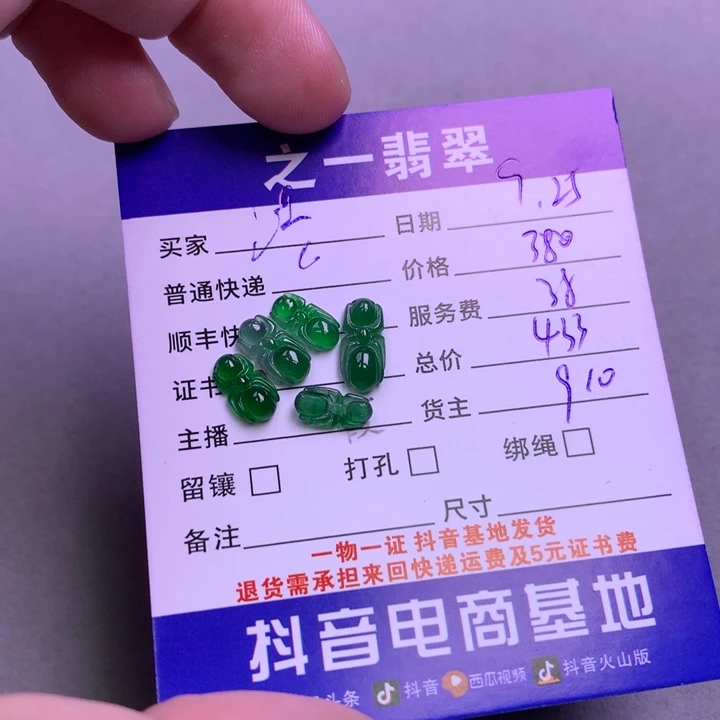 之一翡翠
买家 日期 9.25
普通快递 价格 380
顺丰快 服务费 38
证书 总价 433
主播 货主 910
留镶 打孔 绑绳
备注 尺寸
一物一证 抖音基地发货
退货需承担来回快递运费及5元证书费
抖音电商基地
头条 抖音 西瓜视频 抖音火山版